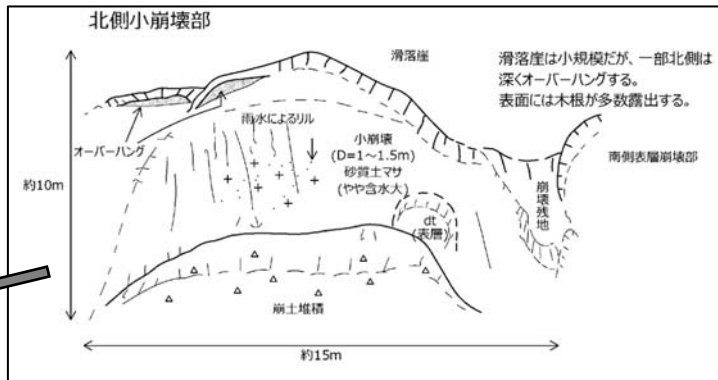 北側小崩壊部
滑落崖
滑落崖は小規模だが、一部北側は
深くオーバーハングする。
表面には木根が多数露出する。
雨水によるリル
オーバーハング
小崩壊
(D=1～1.5m)
砂質土マサ
(やや含水大)
南側表層崩壊部
崩壊残地
約10m
dt
(表層)
崩土堆積
約15m